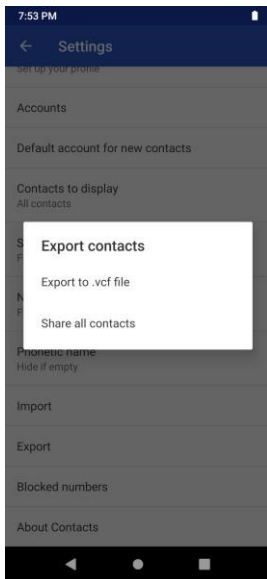 7:53 PM
Settings
Set up your profile
Accounts
Default account for new contacts
Contacts to display
All contacts
S
F
Export contacts
Export to .vcf file
Share all contacts
N
F
Phonetic name
Hide if empty
Import
Export
Blocked numbers
About Contacts